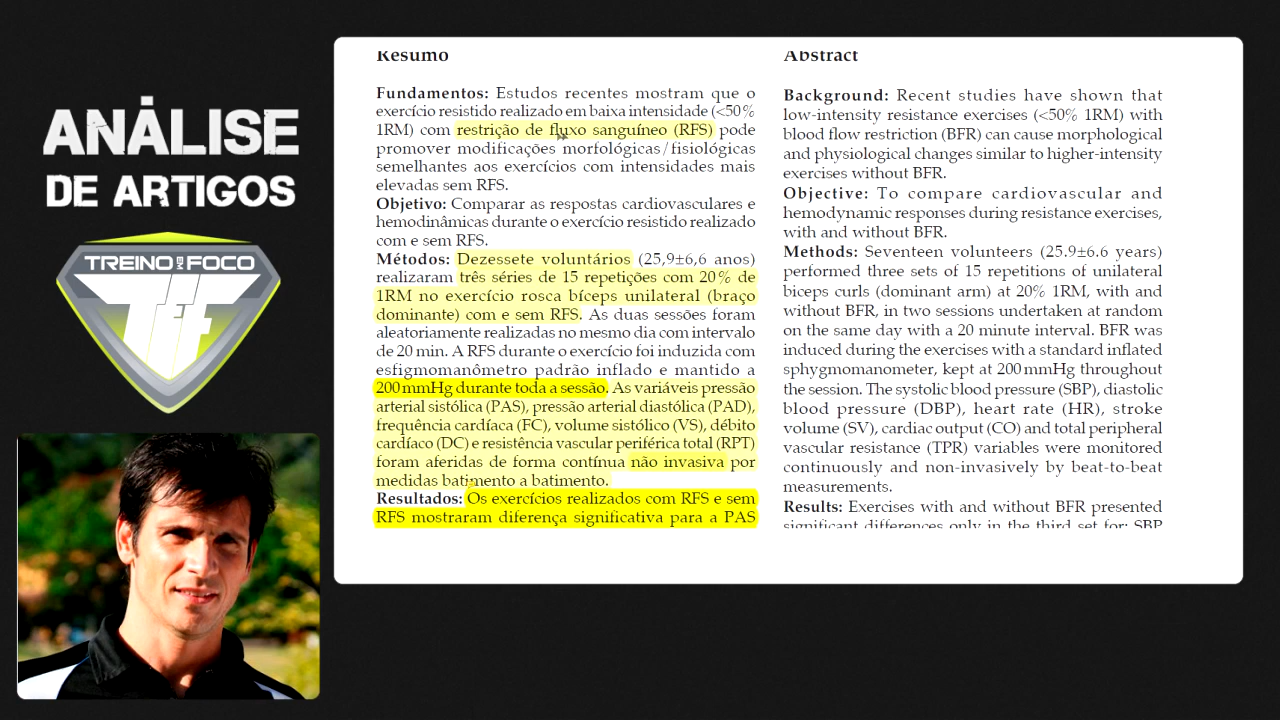 ANÁLISE
DE ARTIGOS
TREINO EM FOCO
TEF
Resumo
Fundamentos: Estudos recentes mostram que o
exercício resistido realizado em baixa intensidade (<50%
1RM) com restrição de fluxo sanguíneo (RFS) pode
promover modificações morfológicas/fisiológicas
semelhantes aos exercícios com intensidades mais
elevadas sem RFS.
Objetivo: Comparar as respostas cardiovasculares e
hemodinâmicas durante o exercício resistido realizado
com e sem RFS.
Métodos: Dezessete voluntários (25,9±6,6 anos)
realizaram três séries de 15 repetições com 20% de
1RM no exercício rosca bíceps unilateral (braço
dominante) com e sem RFS. As duas sessões foram
aleatoriamente realizadas no mesmo dia com intervalo
de 20 min. A RFS durante o exercício foi induzida com
esfigmomanômetro padrão inflado e mantido a
200mmHg durante toda a sessão. As variáveis pressão
arterial sistólica (PAS), pressão arterial diastólica (PAD),
frequência cardíaca (FC), volume sistólico (VS), débito
cardíaco (DC) e resistência vascular periférica total (RPT)
foram aferidas de forma contínua não invasiva por
medidas batimento a batimento.
Resultados: Os exercícios realizados com RFS e sem
RFS mostraram diferença significativa para a PAS
Abstract
Background: Recent studies have shown that
low-intensity resistance exercises (<50% 1RM) with
blood flow restriction (BFR) can cause morphological
and physiological changes similar to higher-intensity
exercises without BFR.
Objective: To compare cardiovascular and
hemodynamic responses during resistance exercises,
with and without BFR.
Methods: Seventeen volunteers (25.9±6.6 years)
performed three sets of 15 repetitions of unilateral
biceps curls (dominant arm) at 20% 1RM, with and
without BFR, in two sessions undertaken at random
on the same day with a 20 minute interval. BFR was
induced during the exercises with a standard inflated
sphygmomanometer, kept at 200mmHg throughout
the session. The systolic blood pressure (SBP), diastolic
blood pressure (DBP), heart rate (HR), stroke
volume (SV), cardiac output (CO) and total peripheral
vascular resistance (TPR) variables were monitored
continuously and non-invasively by beat-to-beat
measurements.
Results: Exercises with and without BFR presented
significant differences only in the third set for: SBP